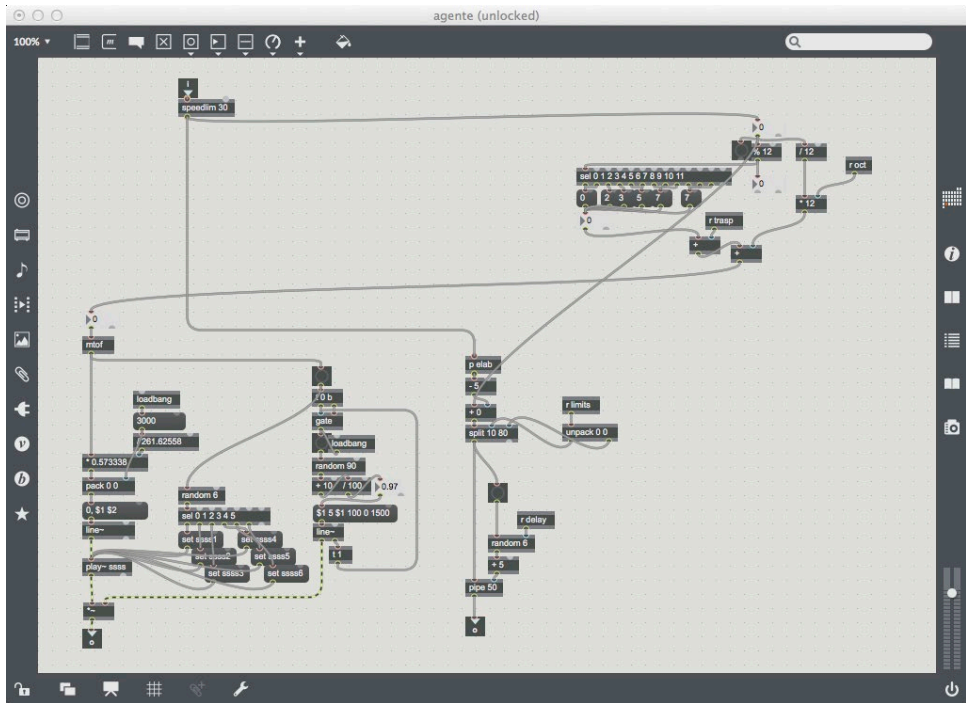 agente (unlocked)
100%
i
speedlim 30
0
% 12
/ 12
r oct
sel 0 1 2 3 4 5 6 7 8 9 10 11
0
2
3
5
7
7
0
* 12
0
r trasp
+
+
0
mtof
p elab
- 5
loadbang
t 0 b
r limits
3000
+ 0
gate
/261.62558
split 10 80
unpack 0 0
loadbang
* 0.573338
random 90
pack 0 0
+ 10
/ 100
0.97
random 6
0, $1 $2
sel 0 1 2 3 4 5
$1 5 $1 100 0 1500
r delay
line~
line~
set ssss1
set ssss4
random 6
set ssss2
set ssss5
t 1
+ 5
play~ ssss
set ssss3
set ssss6
pipe 50
*~
o
o